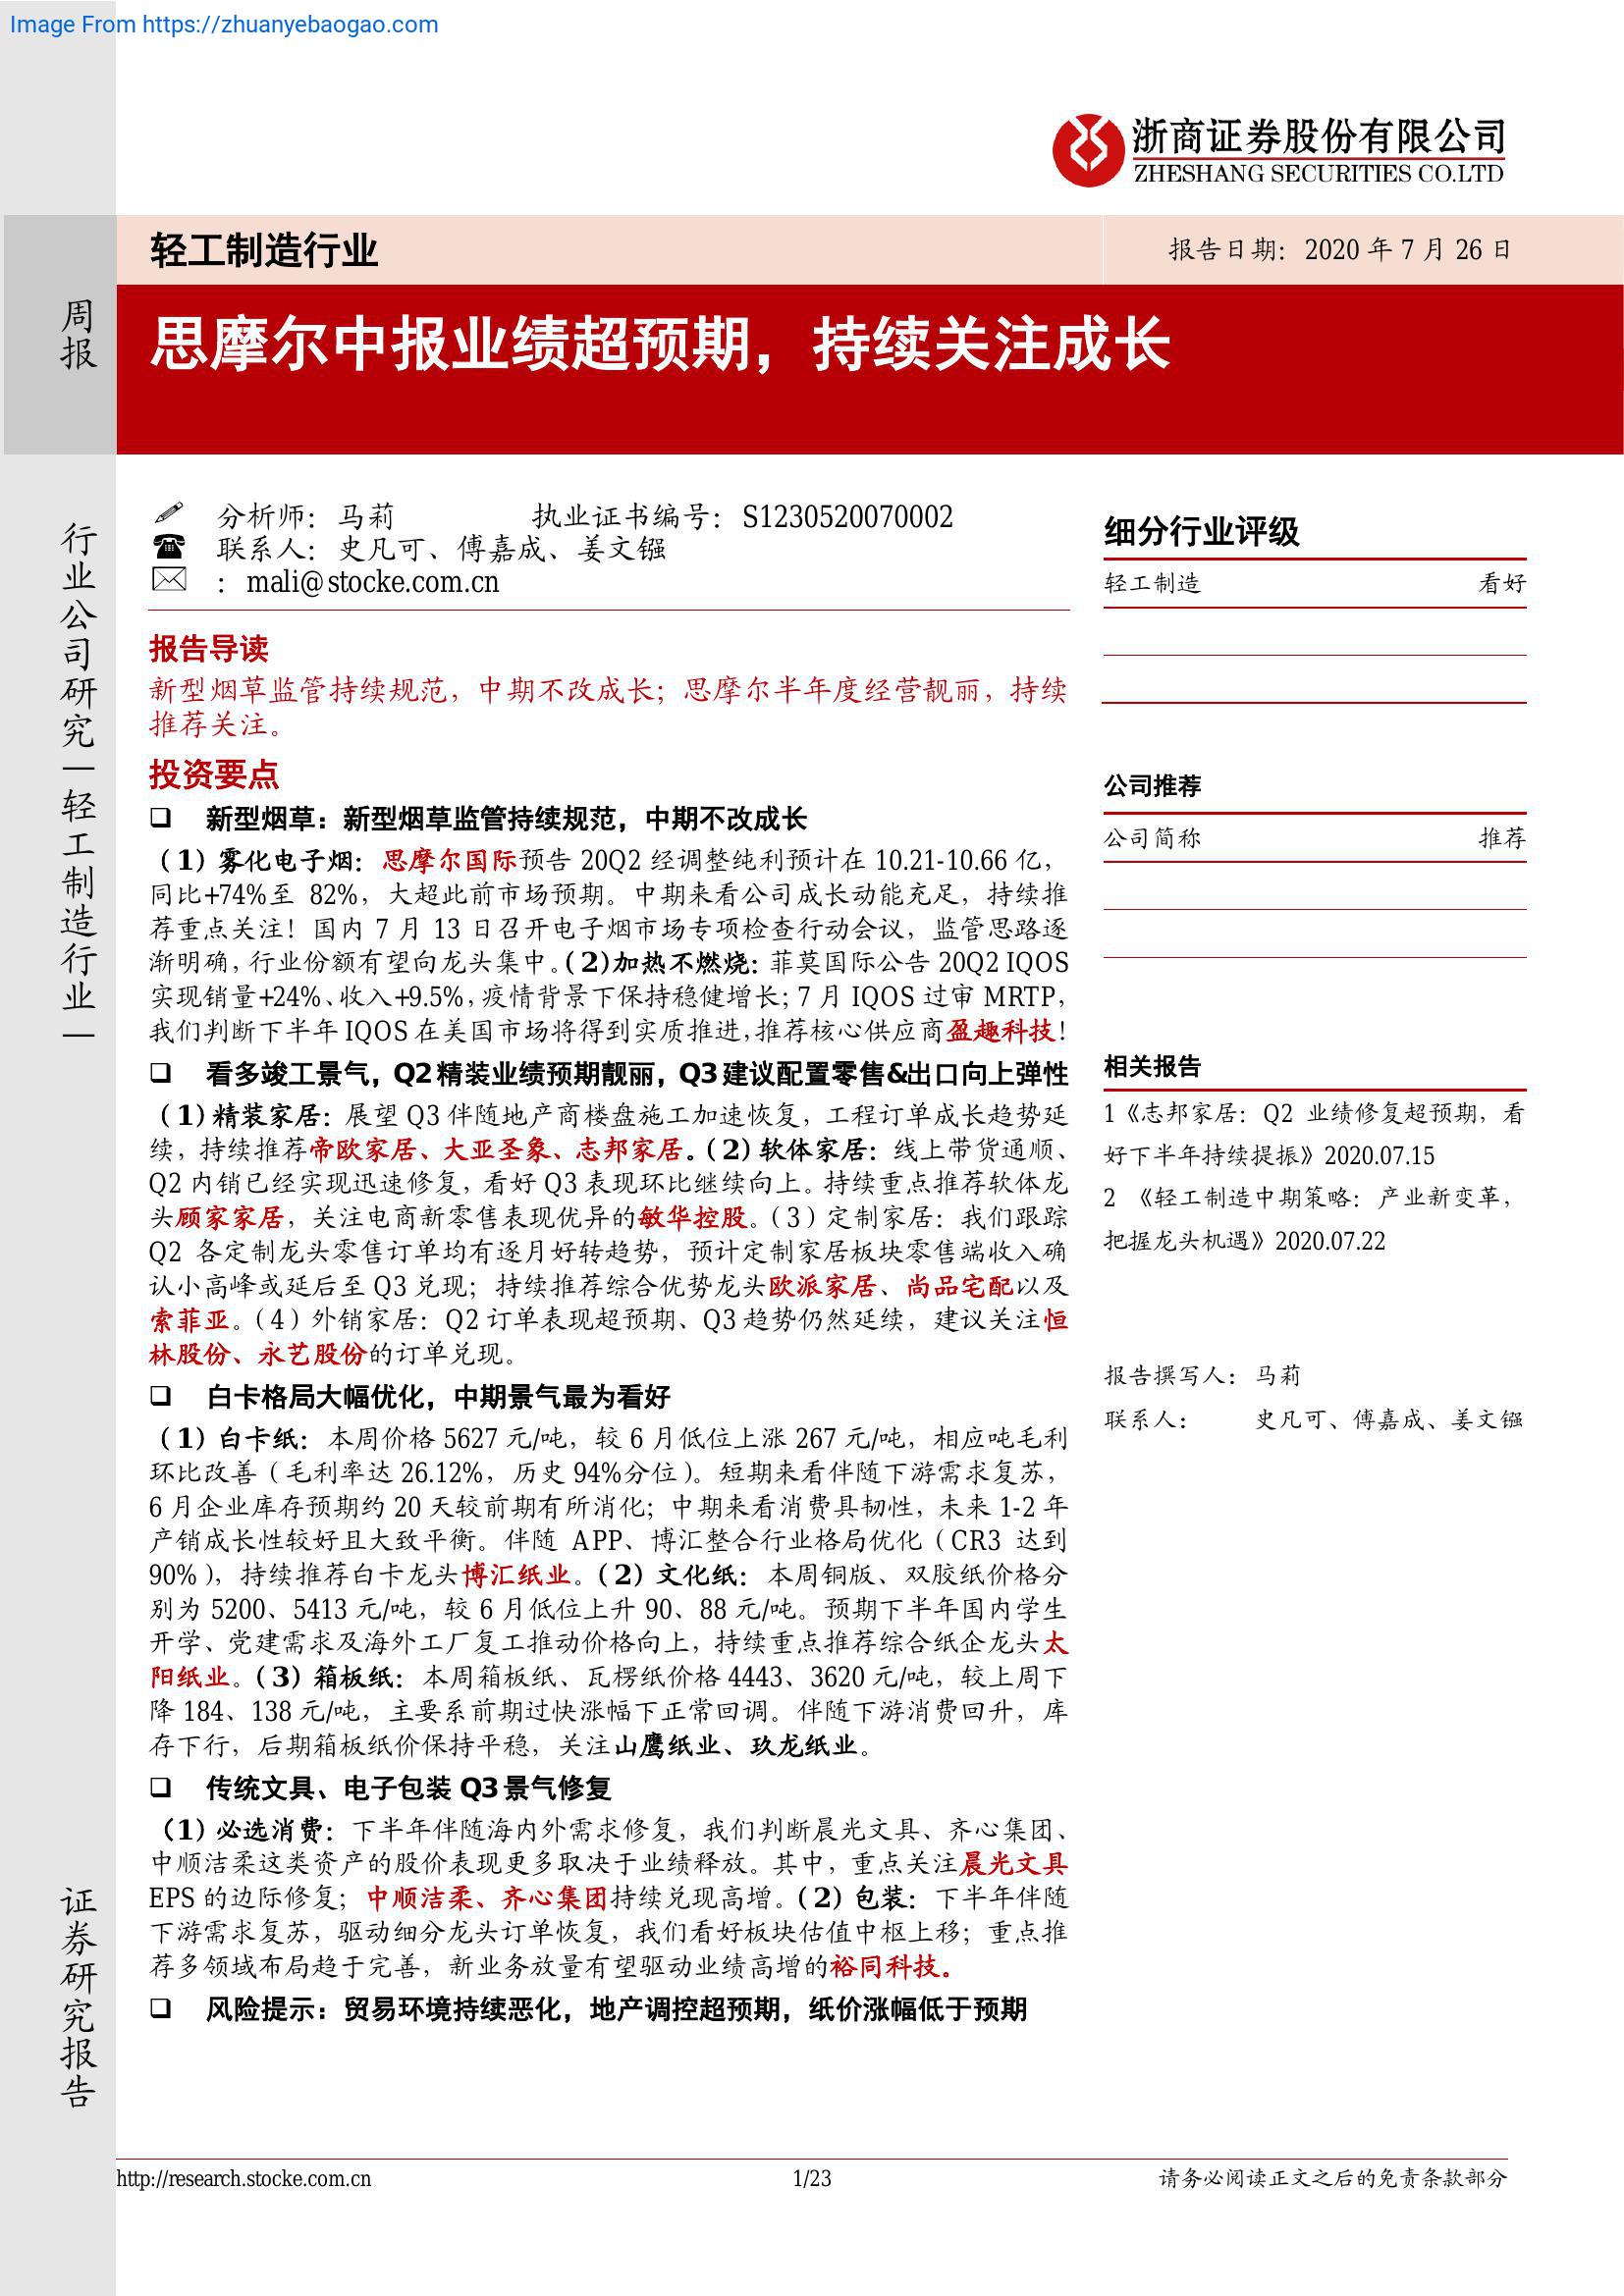 Image From https://zhuanyebaogao.com
浙商证券股份有限公司
ZHESHANG SECURITIES CO.LTD
轻工制造行业
报告日期：2020 年 7 月 26 日
周报
思摩尔中报业绩超预期，持续关注成长
行业公司研究｜轻工制造行业｜
证券研究报告
分析师：马莉 执业证书编号：S1230520070002
联系人：史凡可、傅嘉成、姜文镪
：mali@stocke.com.cn
报告导读
新型烟草监管持续规范，中期不改成长；思摩尔半年度经营靓丽，持续
推荐关注。
投资要点
❑ 新型烟草：新型烟草监管持续规范，中期不改成长
（1）雾化电子烟：思摩尔国际预告 20Q2 经调整纯利预计在 10.21-10.66 亿，
同比+74%至 82%，大超此前市场预期。中期来看公司成长动能充足，持续推
荐重点关注！国内 7 月 13 日召开电子烟市场专项检查行动会议，监管思路逐
渐明确，行业份额有望向龙头集中。（2）加热不燃烧：菲莫国际公告 20Q2 IQOS
实现销量+24%、收入+9.5%，疫情背景下保持稳健增长；7 月 IQOS 过审 MRTP，
我们判断下半年 IQOS 在美国市场将得到实质推进，推荐核心供应商盈趣科技！
❑ 看多竣工景气，Q2 精装业绩预期靓丽，Q3 建议配置零售&出口向上弹性
（1）精装家居：展望 Q3 伴随地产商楼盘施工加速恢复，工程订单成长趋势延
续，持续推荐帝欧家居、大亚圣象、志邦家居。（2）软体家居：线上带货通顺、
Q2 内销已经实现迅速修复，看好 Q3 表现环比继续向上。持续重点推荐软体龙
头顾家家居，关注电商新零售表现优异的敏华控股。（3）定制家居：我们跟踪
Q2 各定制龙头零售订单均有逐月好转趋势，预计定制家居板块零售端收入确
认小高峰或延后至 Q3 兑现；持续推荐综合优势龙头欧派家居、尚品宅配以及
索菲亚。（4）外销家居：Q2 订单表现超预期、Q3 趋势仍然延续，建议关注恒
林股份、永艺股份的订单兑现。
❑ 白卡格局大幅优化，中期景气最为看好
（1）白卡纸：本周价格 5627 元/吨，较 6 月低位上涨 267 元/吨，相应吨毛利
环比改善（毛利率达 26.12%，历史 94%分位）。短期来看伴随下游需求复苏，
6 月企业库存预期约 20 天较前期有所消化；中期来看消费具韧性，未来 1-2 年
产销成长性较好且大致平衡。伴随 APP、博汇整合行业格局优化（CR3 达到
90%），持续推荐白卡龙头博汇纸业。（2）文化纸：本周铜版、双胶纸价格分
别为 5200、5413 元/吨，较 6 月低位上升 90、88 元/吨。预期下半年国内学生
开学、党建需求及海外工厂复工推动价格向上，持续重点推荐综合纸企龙头太
阳纸业。（3）箱板纸：本周箱板纸、瓦楞纸价格 4443、3620 元/吨，较上周下
降 184、138 元/吨，主要系前期过快涨幅下正常回调。伴随下游消费回升，库
存下行，后期箱板纸价保持平稳，关注山鹰纸业、玖龙纸业。
❑ 传统文具、电子包装 Q3 景气修复
（1）必选消费：下半年伴随海内外需求修复，我们判断晨光文具、齐心集团、
中顺洁柔这类资产的股价表现更多取决于业绩释放。其中，重点关注晨光文具
EPS 的边际修复；中顺洁柔、齐心集团持续兑现高增。（2）包装：下半年伴随
下游需求复苏，驱动细分龙头订单恢复，我们看好板块估值中枢上移；重点推
荐多领域布局趋于完善，新业务放量有望驱动业绩高增的裕同科技。
❑ 风险提示：贸易环境持续恶化，地产调控超预期，纸价涨幅低于预期
细分行业评级
轻工制造 看好
公司推荐
公司简称 推荐
相关报告
1《志邦家居：Q2 业绩修复超预期，看
好下半年持续提振》2020.07.15
2 《轻工制造中期策略：产业新变革，
把握龙头机遇》2020.07.22
报告撰写人：马莉
联系人： 史凡可、傅嘉成、姜文镪
http://research.stocke.com.cn
1/23
请务必阅读正文之后的免责条款部分